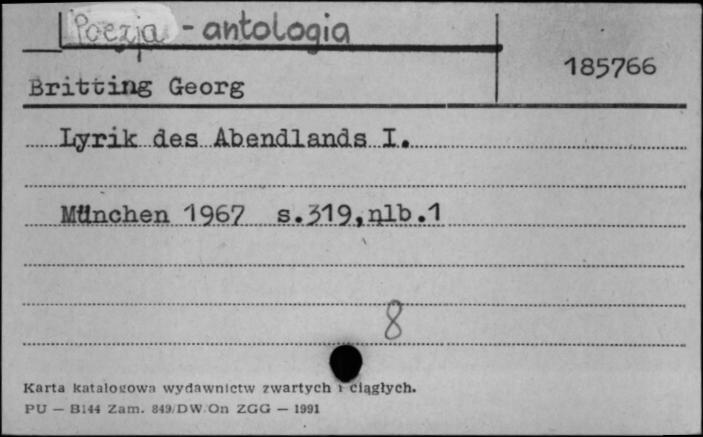 Poezja - antologia
185766
Britting Georg
Lyrik des Abendlands I.
München 1967 s.319,nlb.1
8
Karta katalogowa wydawnictw zwartych i ciągłych.
PU — B144 Zam. 849/DW/On ZGG — 1991